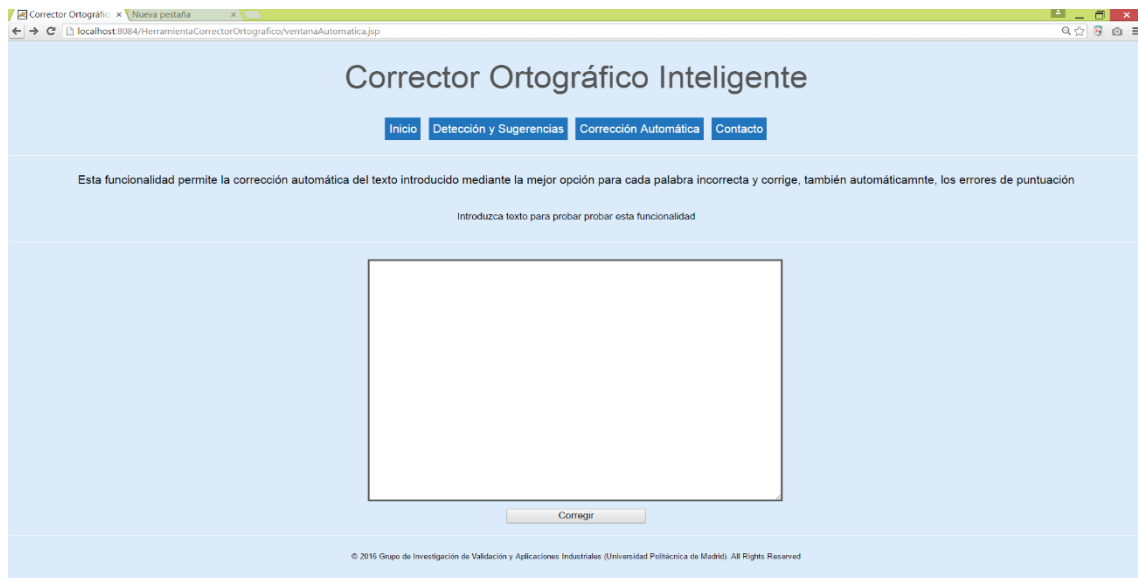 Corrector Ortográfic
Nueva pestaña
localhost:8084/HerramientaCorrectorOrtografico/ventanaAutomatica.jsp
Corrector Ortográfico Inteligente
Inicio Detección y Sugerencias Corrección Automática Contacto
Esta funcionalidad permite la corrección automática del texto introducido mediante la mejor opción para cada palabra incorrecta y corrige, también automáticamnte, los errores de puntuación
Introduzca texto para probar probar esta funcionalidad
Corregir
© 2016 Grupo de Investigación de Validación y Aplicaciones Industriales (Universidad Politécnica de Madrid) All Rights Reserved